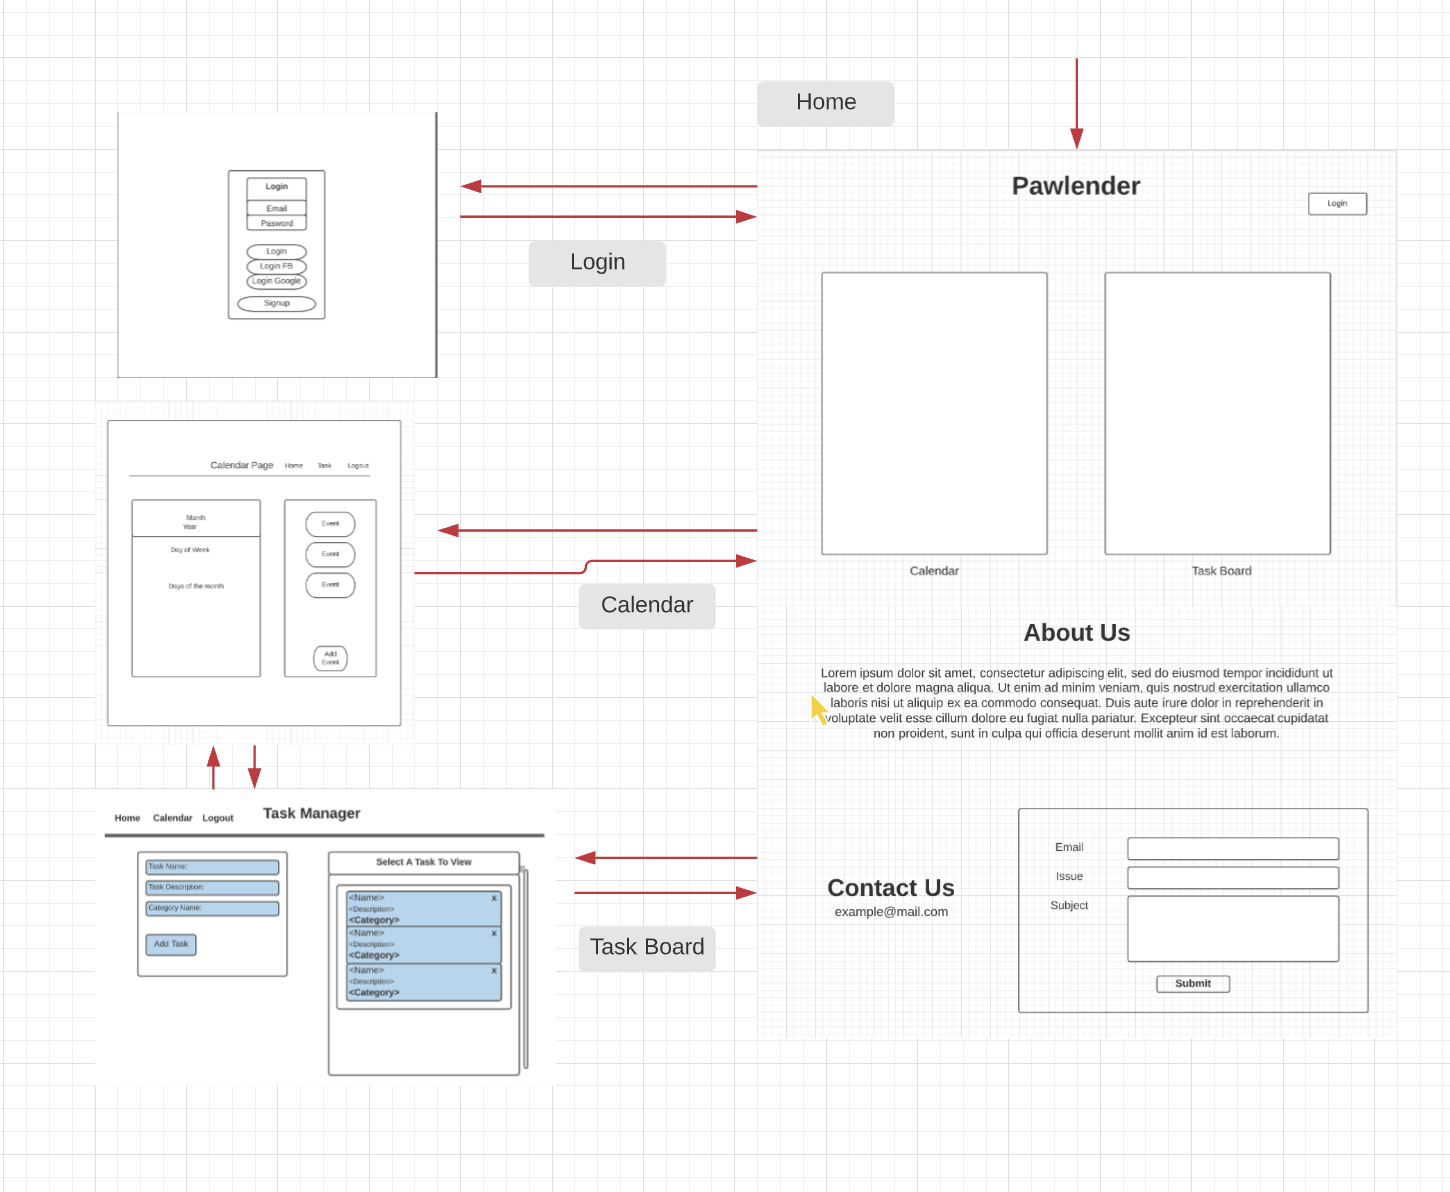 Home
Pawlender
Login
Login
Email
Pasword
Login
Login FB
Login Google
Signup
Login
Calendar
Task Board
Calendar Page Home Task Logout
Month
Year
Day of Week
Days of the month
Event
Event
Event
Add
Event
Calendar
About Us
Lorem ipsum dolor sit amet, consectetur adipiscing elit, sed do eiusmod tempor incididunt ut
labore et dolore magna aliqua. Ut enim ad minim veniam, quis nostrud exercitation ullamco
laboris nisi ut aliquip ex ea commodo consequat. Duis aute irure dolor in reprehenderit in
voluptate velit esse cillum dolore eu fugiat nulla pariatur. Excepteur sint occaecat cupidatat
non proident, sunt in culpa qui officia deserunt mollit anim id est laborum.
Home Calendar Logout Task Manager
Task Name:
Task Description:
Category Name:
Add Task
Select A Task To View
<Name> x
<Description>
<Category>
<Name> x
<Description>
<Category>
<Name> x
<Description>
<Category>
Task Board
Contact Us
example@mail.com
Email
Issue
Subject
Submit